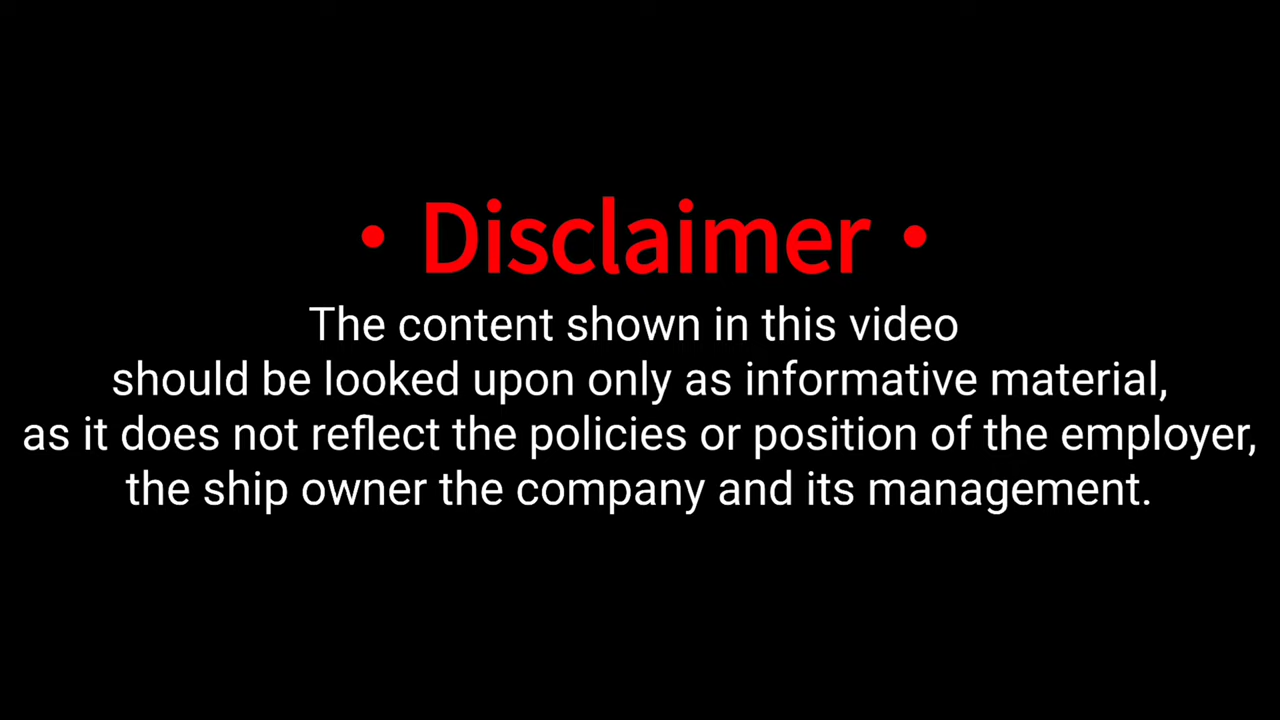 • Disclaimer •
The content shown in this video
should be looked upon only as informative material,
as it does not reflect the policies or position of the employer,
the ship owner the company and its management.